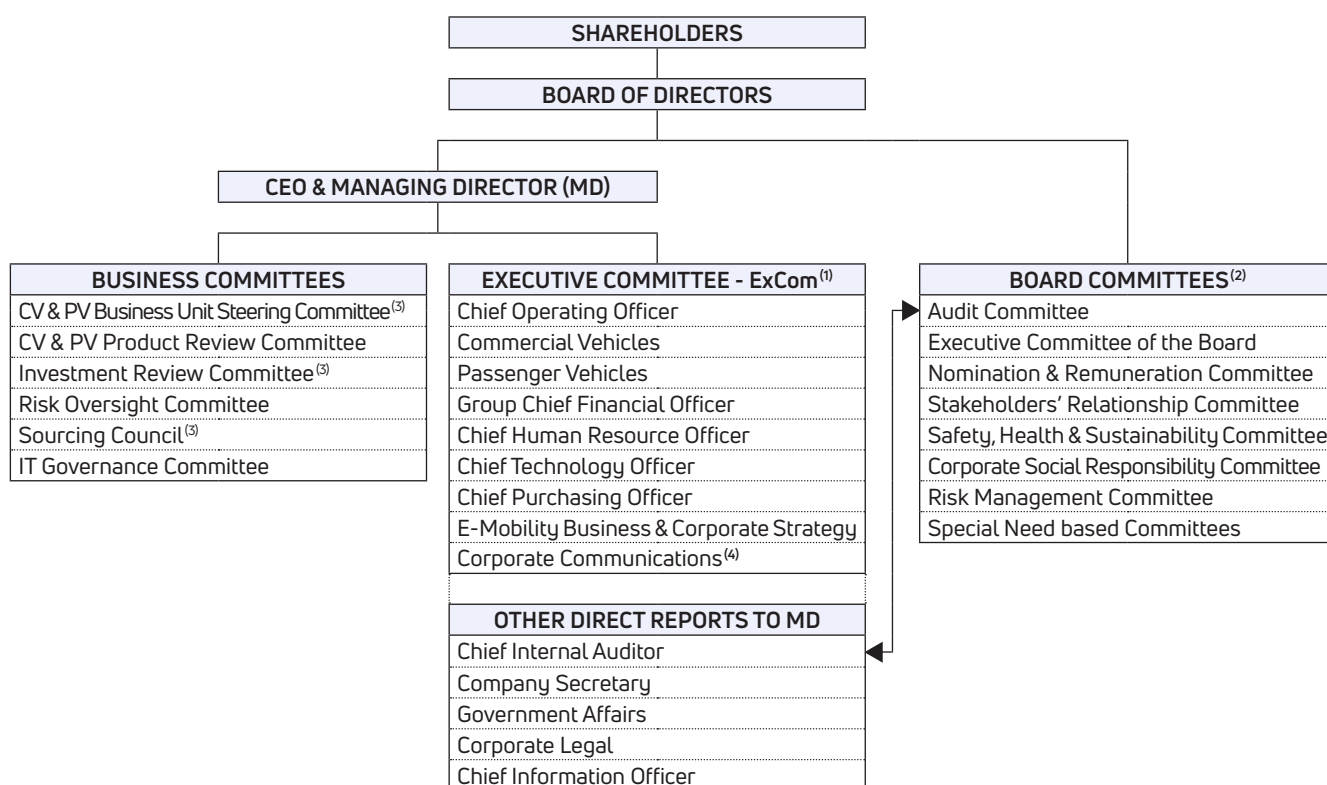 SHAREHOLDERS
BOARD OF DIRECTORS
CEO & MANAGING DIRECTOR (MD)
BUSINESS COMMITTEES
CV & PV Business Unit Steering Committee(3)
CV & PV Product Review Committee
Investment Review Committee(3)
Risk Oversight Committee
Sourcing Council(3)
IT Governance Committee
EXECUTIVE COMMITTEE - ExCom(1)
Chief Operating Officer
Commercial Vehicles
Passenger Vehicles
Group Chief Financial Officer
Chief Human Resource Officer
Chief Technology Officer
Chief Purchasing Officer
E-Mobility Business & Corporate Strategy
Corporate Communications(4)
OTHER DIRECT REPORTS TO MD
Chief Internal Auditor
Company Secretary
Government Affairs
Corporate Legal
Chief Information Officer
BOARD COMMITTEES(2)
Audit Committee
Executive Committee of the Board
Nomination & Remuneration Committee
Stakeholders' Relationship Committee
Safety, Health & Sustainability Committee
Corporate Social Responsibility Committee
Risk Management Committee
Special Need based Committees